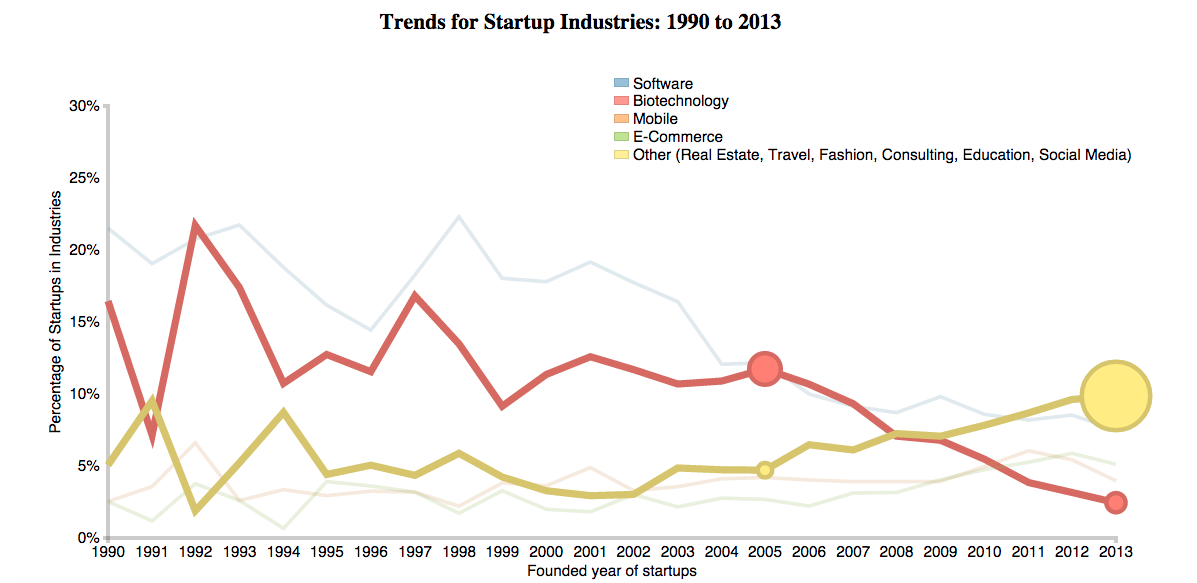 Trends for Startup Industries: 1990 to 2013
Software
Biotechnology
Mobile
E-Commerce
Other (Real Estate, Travel, Fashion, Consulting, Education, Social Media)
30%
25%
20%
15%
10%
5%
0%
Percentage of Startups in Industries
1990 1991 1992 1993 1994 1995 1996 1997 1998 1999 2000 2001 2002 2003 2004 2005 2006 2007 2008 2009 2010 2011 2012 2013
Founded year of startups